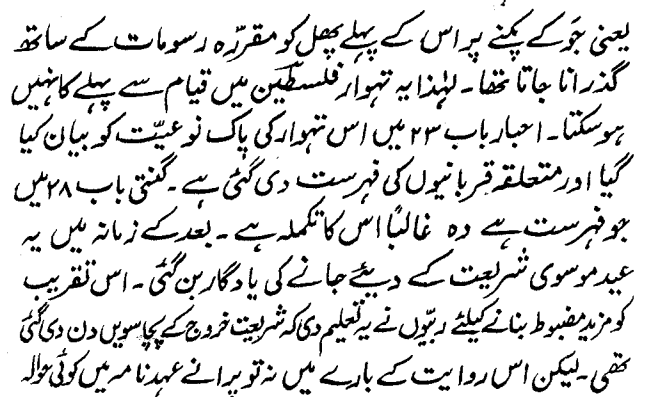 یعنی جَو کے پکنے پر اس کے پہلے پھل کو مقررّہ رسومات کے ساتھ
گذرانا جاتا تھا۔ لہٰذا یہ تہوار فلسطین میں قیام سے پہلے کا نہیں
ہو سکتا۔ احبار باب ۲۳ میں اس تہوار کی پاک نوعیّت کو بیان کیا
گیا اور متعلقہ قربانیوں کی فہرست دی گئی ہے۔ گنتی باب ۲۸ میں
جو فہرست ہے وہ غالباً اس کا تکملہ ہے۔ بعد کے زمانہ میں یہ
عید موسوی شریعت کے دیئے جانے کی یادگار بن گئی۔ اس تقریب
کو مزید مضبوط بنانے کیلئے ربیّوں نے یہ تعلیم دی کہ شریعت خروج کے پچاسویں دن دی گئی
تھی۔ لیکن اس روایت کے بارے میں نہ تو پرانے عہدنامہ میں کوئی حوالہ